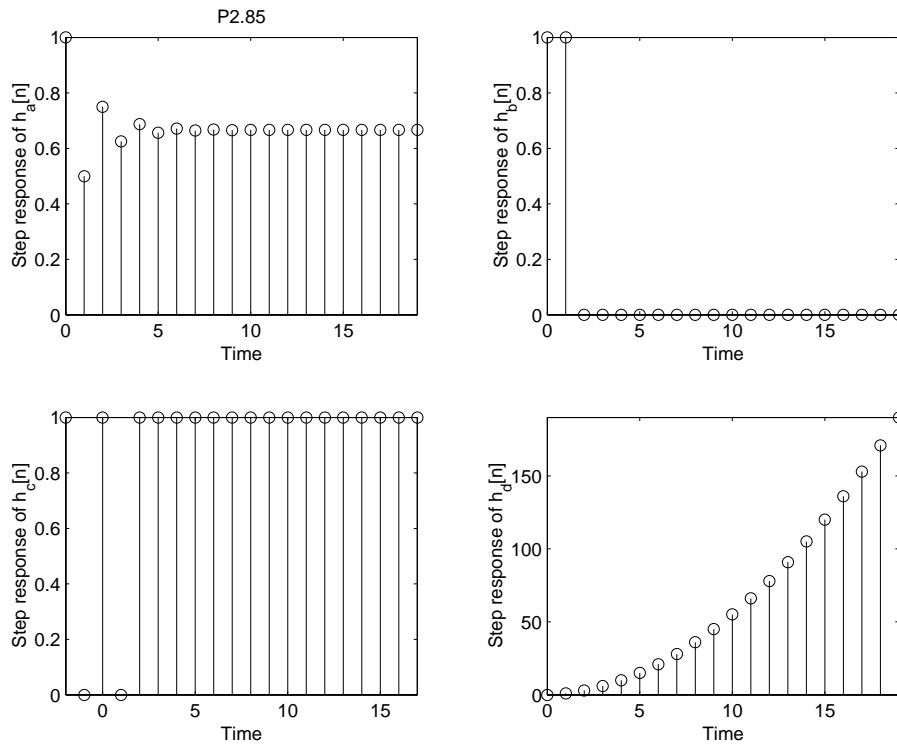 P2.85
Step response of h_a[n]
1
0.8
0.6
0.4
0.2
0
0 5 10 15
Time
Step response of h_b[n]
1
0.8
0.6
0.4
0.2
0
0 5 10 15
Time
Step response of h_c[n]
1
0.8
0.6
0.4
0.2
0
0 5 10 15
Time
Step response of h_d[n]
150
100
50
0
0 5 10 15
Time